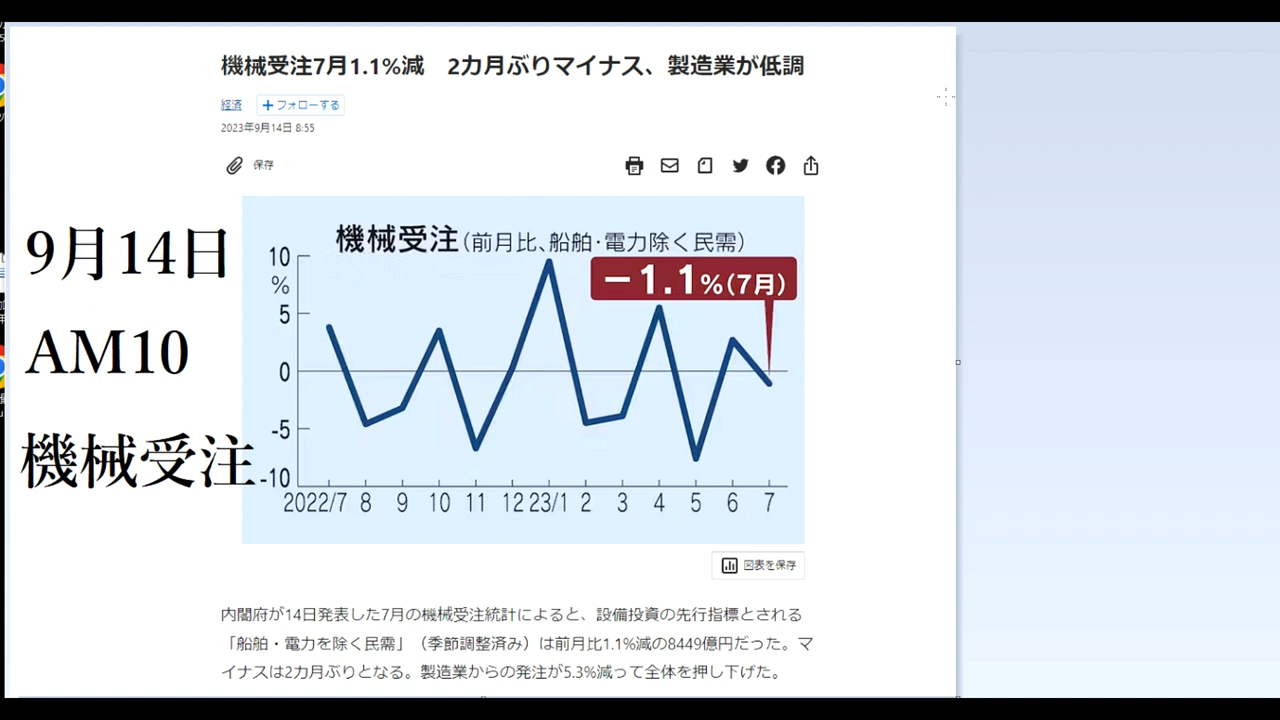 機械受注7月1.1%減 2カ月ぶりマイナス、製造業が低調
経済 +フォローする
2023年9月14日 8:55
保存
9月14日
AM10
機械受注
機械受注(前月比、船舶・電力除く民需)
-1.1%(7月)
10
%
5
0
-5
-10
2022/7 8 9 10 11 12 23/1 2 3 4 5 6 7
図表を保存
内閣府が14日発表した7月の機械受注統計によると、設備投資の先行指標とされる
「船舶・電力を除く民需」(季節調整済み)は前月比1.1%減の8449億円だった。マ
イナスは2カ月ぶりとなる。製造業からの発注が5.3%減って全体を押し下げた。